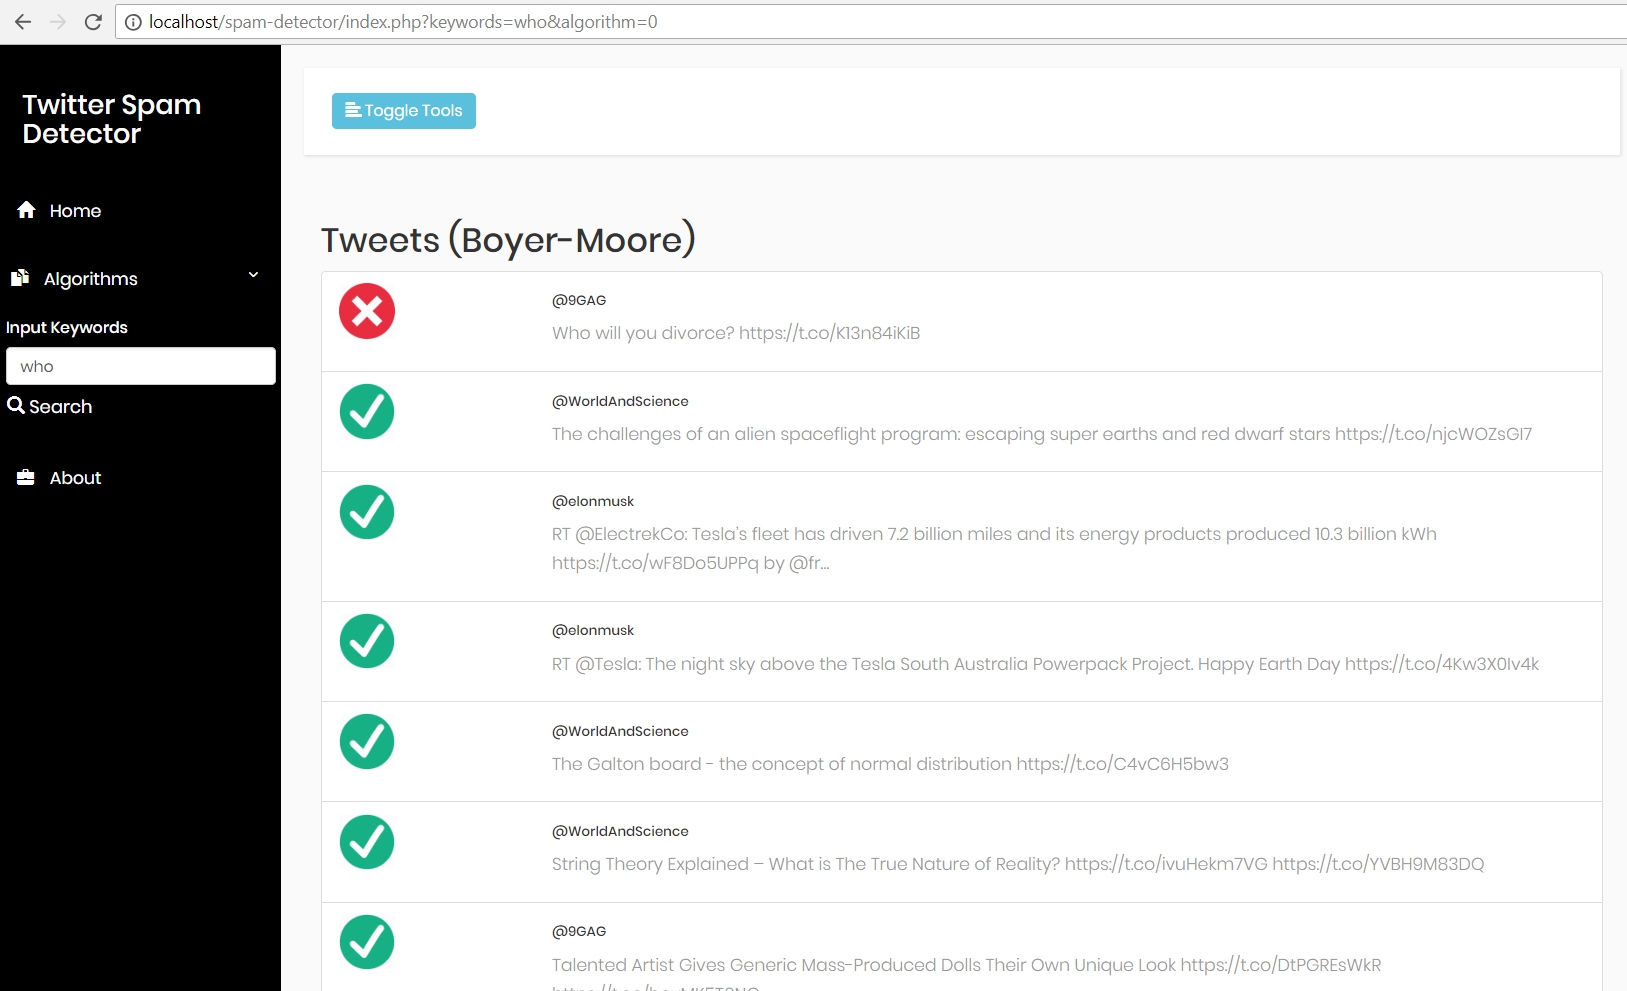 localhost/spam-detector/index.php?keywords=who&algorithm=0
Twitter Spam
Detector
Home
Algorithms
Input Keywords
who
Search
About
Toggle Tools
Tweets (Boyer-Moore)
@9GAG
Who will you divorce? https://t.co/K13n84iKiB
@WorldAndScience
The challenges of an alien spaceflight program: escaping super earths and red dwarf stars https://t.co/njcWOZsGI7
@elonmusk
RT @ElectrekCo: Tesla's fleet has driven 7.2 billion miles and its energy products produced 10.3 billion kWh
https://t.co/wF8Do5UPPq by @fr...
@elonmusk
RT @Tesla: The night sky above the Tesla South Australia Powerpack Project. Happy Earth Day https://t.co/4Kw3X0Iv4k
@WorldAndScience
The Galton board - the concept of normal distribution https://t.co/C4vC6H5bw3
@WorldAndScience
String Theory Explained – What is The True Nature of Reality? https://t.co/ivuHekm7VG https://t.co/YVBH9M83DQ
@9GAG
Talented Artist Gives Generic Mass-Produced Dolls Their Own Unique Look https://t.co/DtPGREsWkR